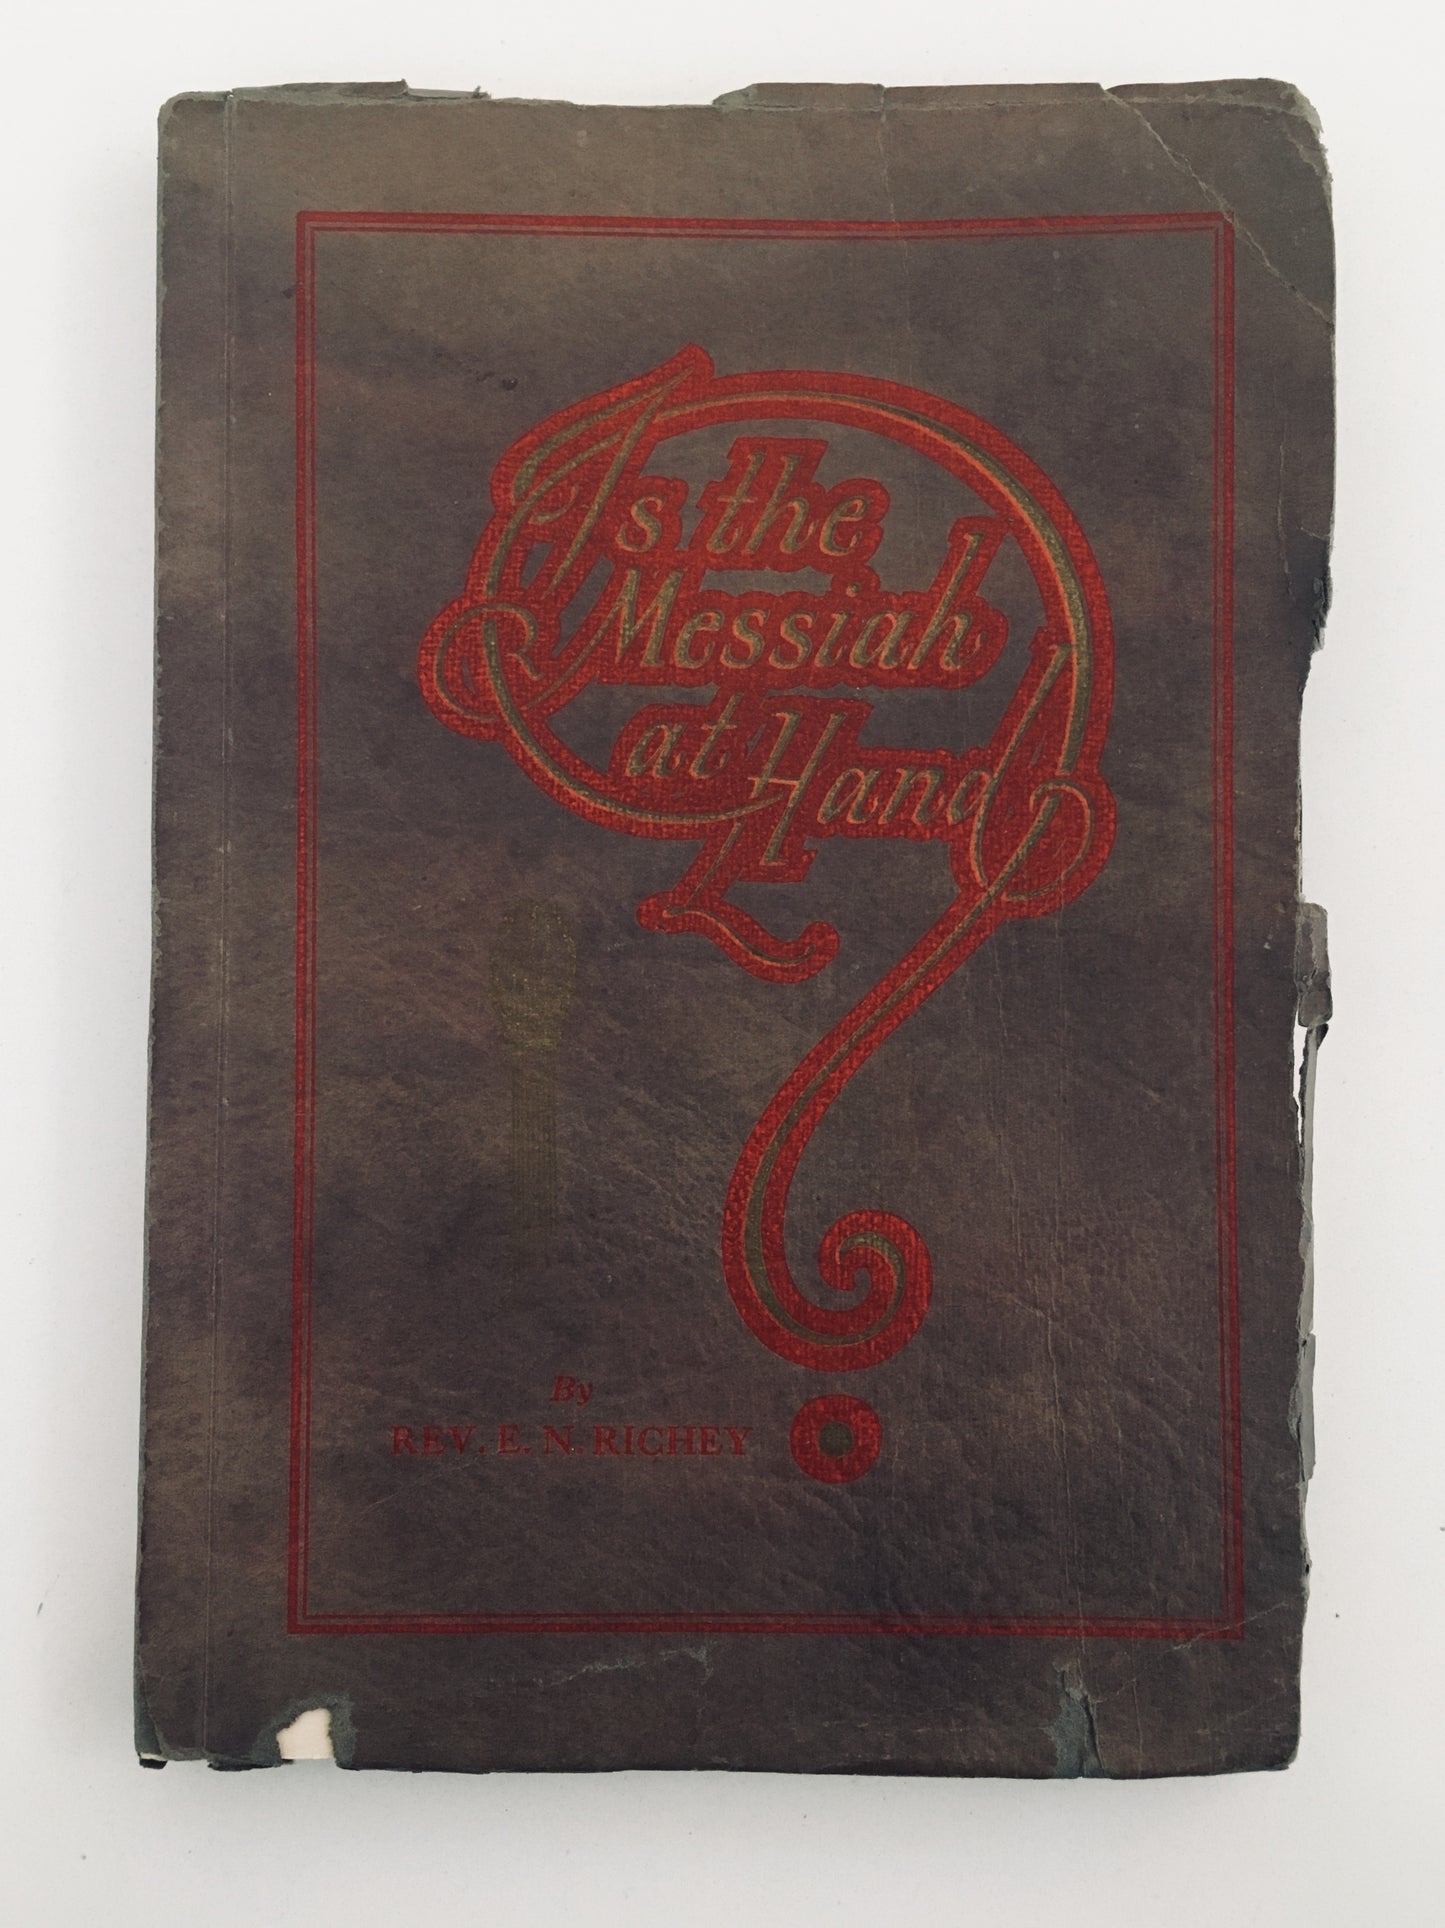 Is the
Messiah
at Hand
?
By
REV. E. N. RICHEY